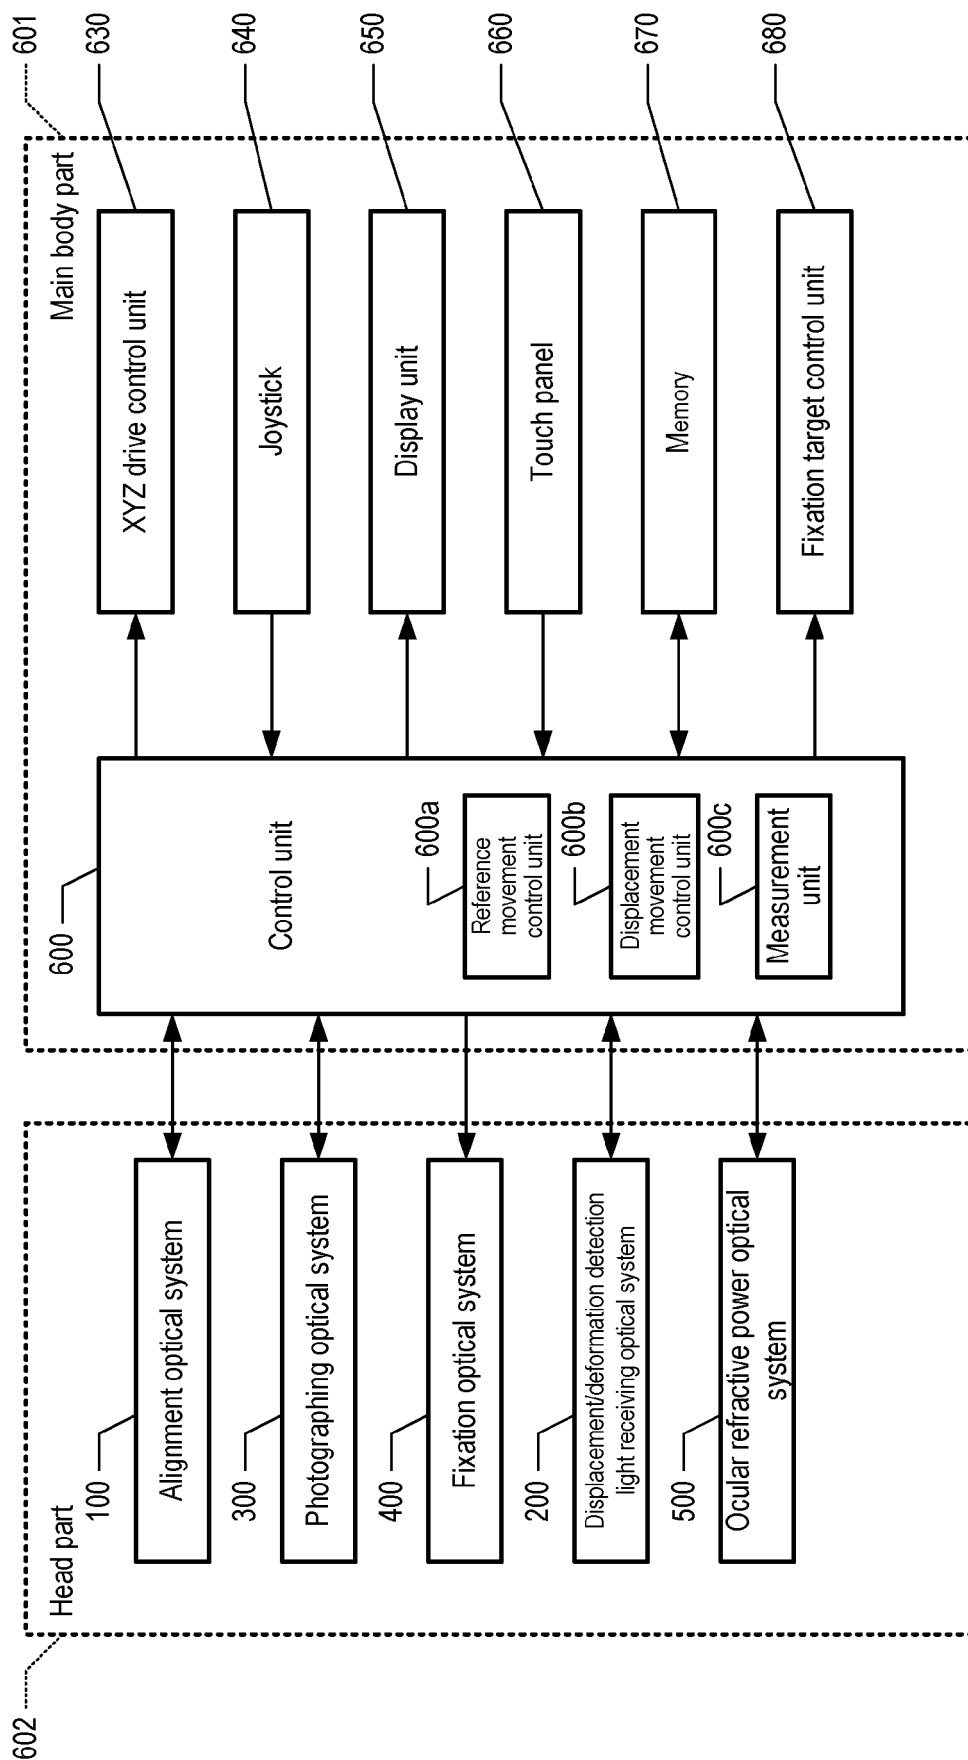 602
Head part
100
Alignment optical system
300
Photographing optical system
400
Fixation optical system
200
Displacement/deformation detection
light receiving optical system
500
Ocular refractive power optical
system
601
Main body part
600
Control unit
600a
Reference
movement
control unit
600b
Displacement
movement
control unit
600c
Measurement
unit
630
XYZ drive control unit
640
Joystick
650
Display unit
660
Touch panel
670
Memory
680
Fixation target control unit